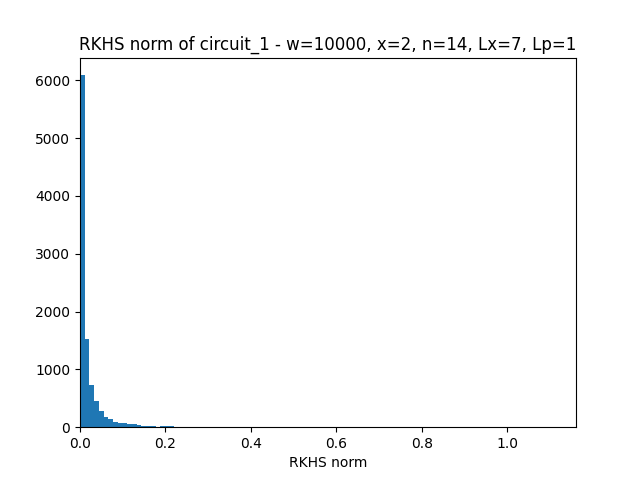 RKHS norm of circuit_1 - w=10000, x=2, n=14, Lx=7, Lp=1
6000
5000
4000
3000
2000
1000
0
0.0 0.2 0.4 0.6 0.8 1.0
RKHS norm